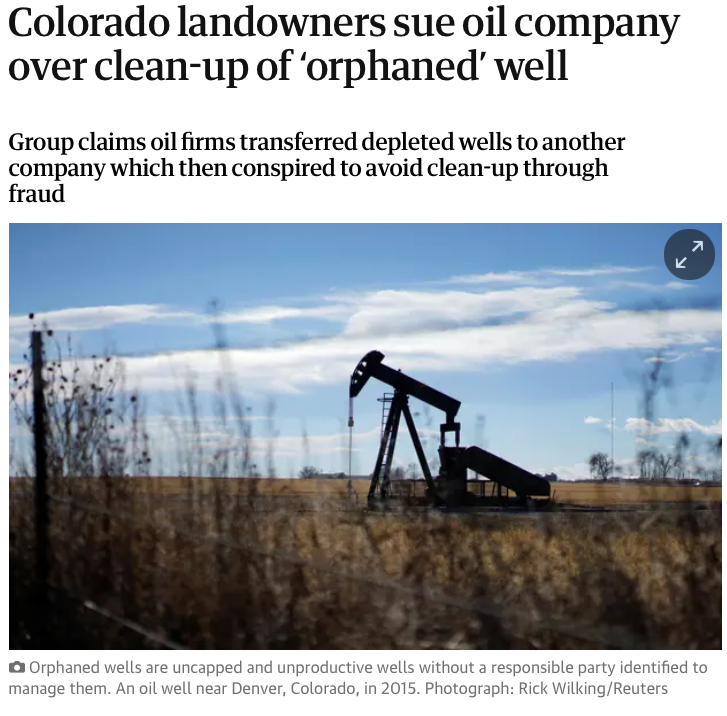 Colorado landowners sue oil company
over clean-up of ‘orphaned’ well
Group claims oil firms transferred depleted wells to another
company which then conspired to avoid clean-up through
fraud
Orphaned wells are uncapped and unproductive wells without a responsible party identified to
manage them. An oil well near Denver, Colorado, in 2015. Photograph: Rick Wilking/Reuters